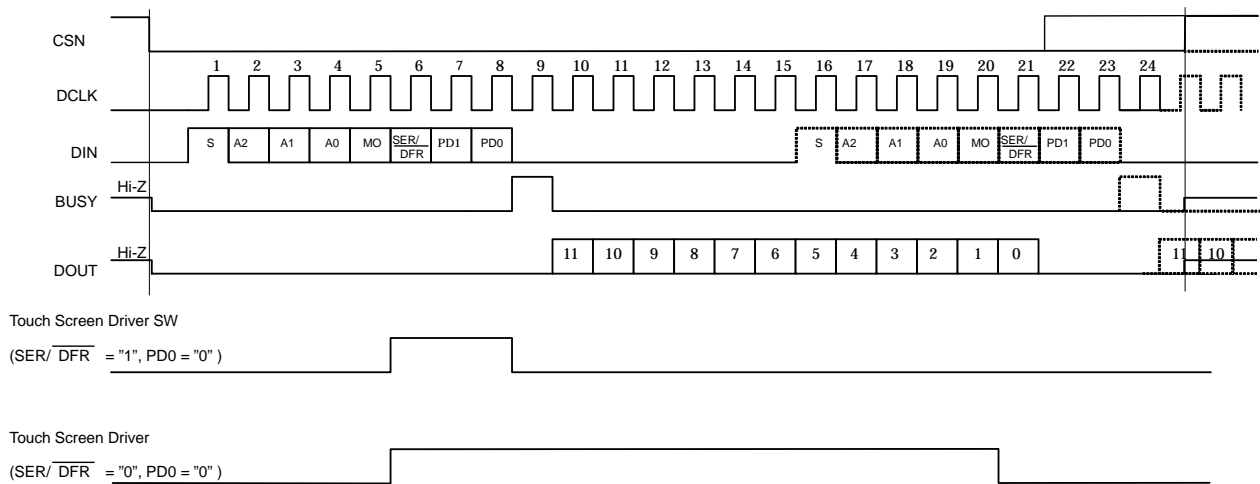 CSN
1 2 3 4 5 6 7 8 9 10 11 12 13 14 15 16 17 18 19 20 21 22 23 24
DCLK
DIN S A2 A1 A0 MO SER/DFR PD1 PD0 S A2 A1 A0 MO SER/DFR PD1 PD0
Hi-Z
BUSY
Hi-Z
DOUT 11 10 9 8 7 6 5 4 3 2 1 0 11 10
Touch Screen Driver SW
(SER/ DFR = ”1”, PD0 = ”0” )
Touch Screen Driver
(SER/ DFR = ”0”, PD0 = ”0” )